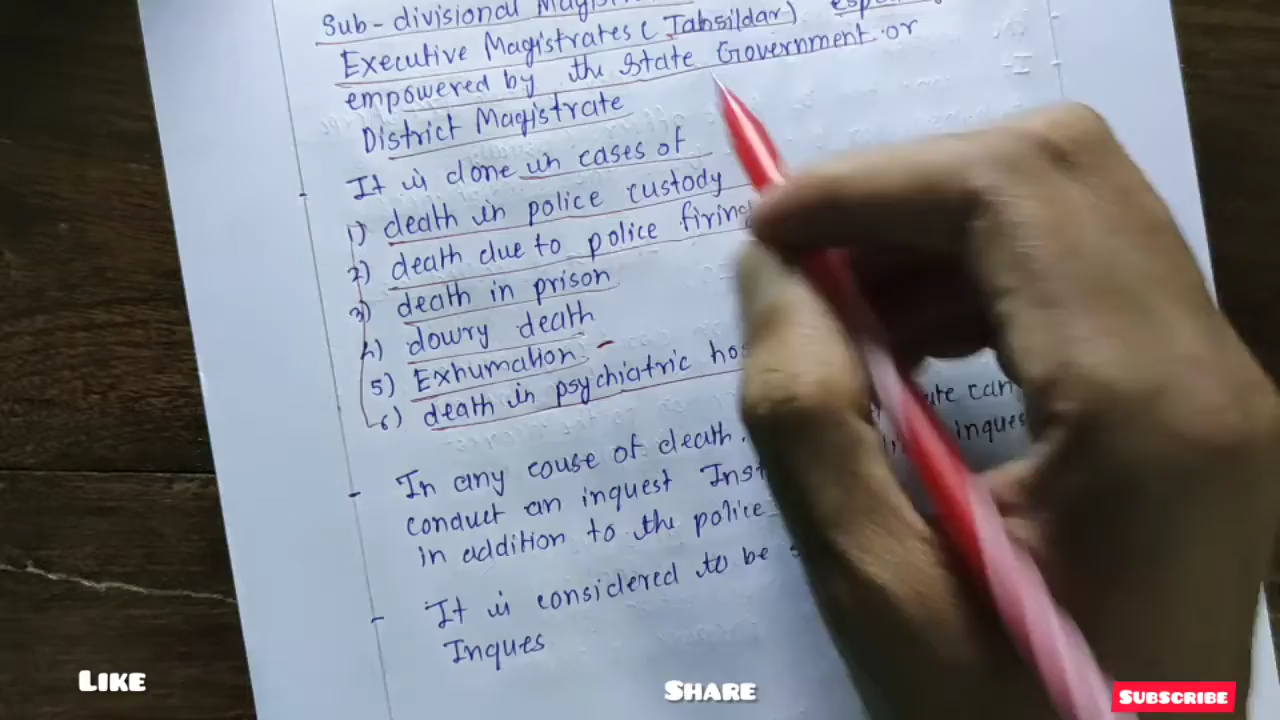 Sub-divisional
Executive Magistrates (Tahsildar)
empowered by the State Government or
District Magistrate
It is done in cases of
1) death in police custody
2) death due to police firing
3) death in prison
4) dowry death
5) Exhumation -
6) death in psychiatric
In any couse of death.
conduct an inquest
in addition to the police
It is considered to be
Inques
LIKE
SHARE
SUBSCRIBE